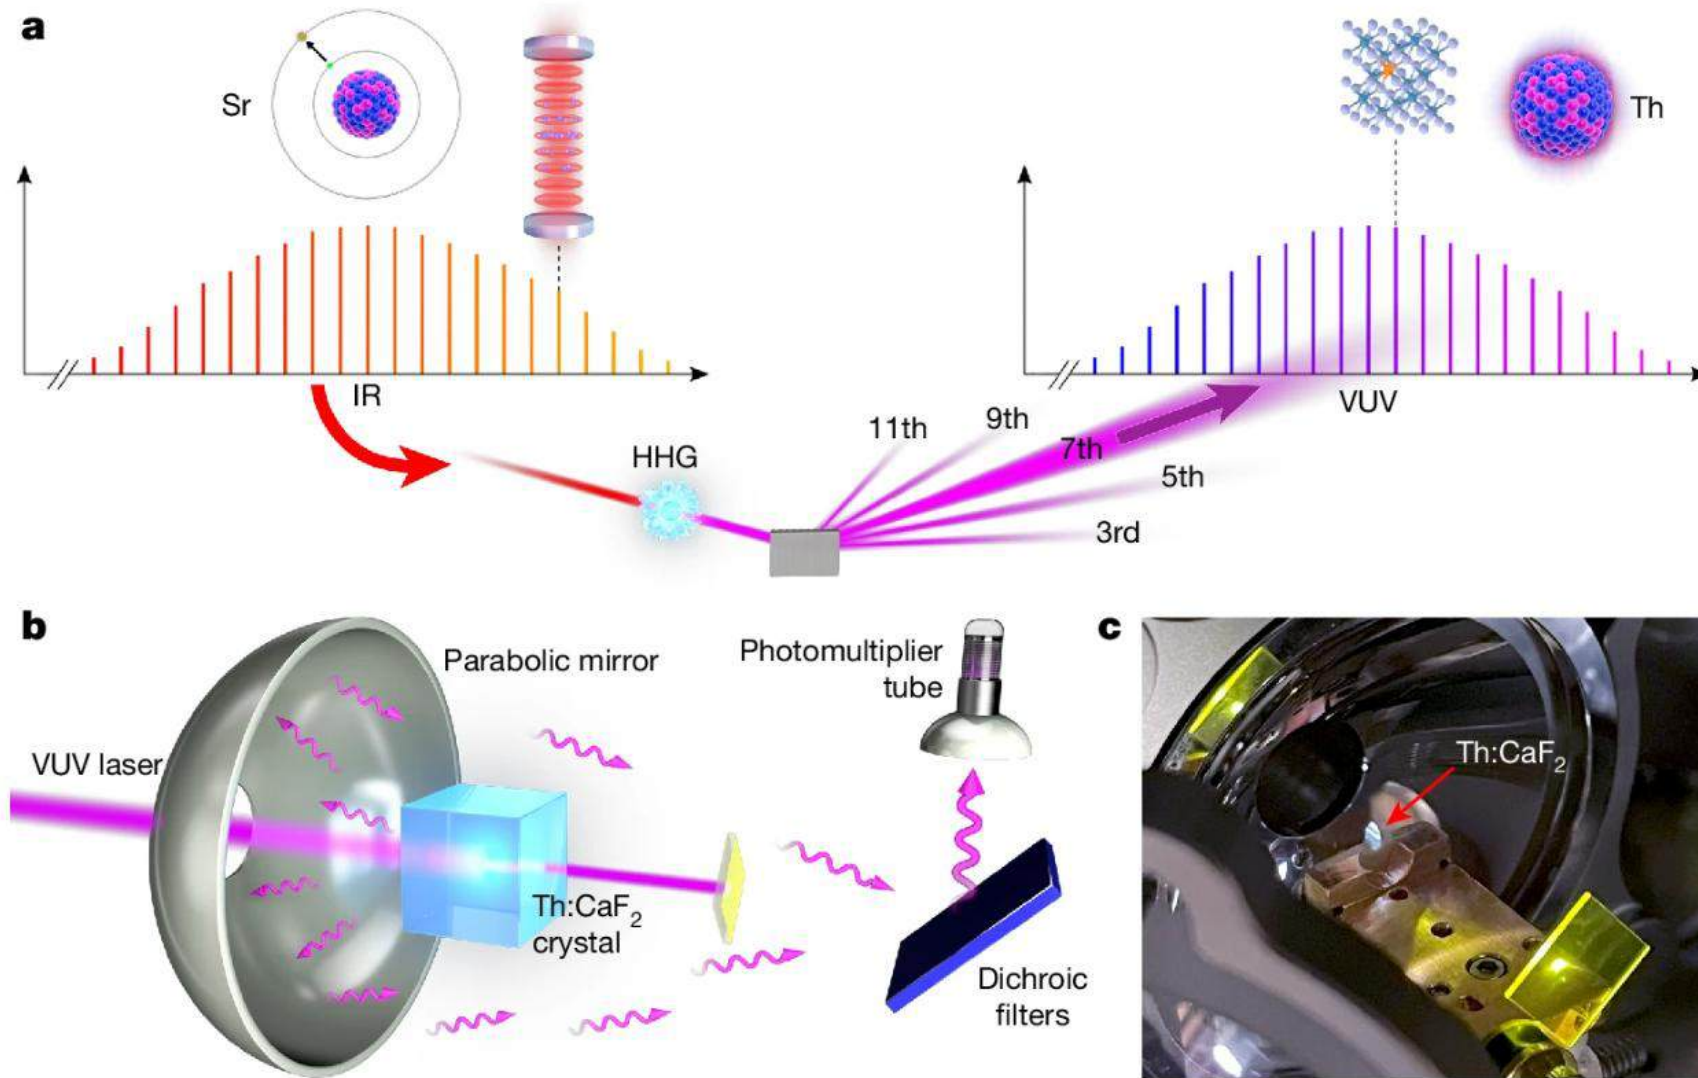 a
Sr
Th
IR
VUV
11th
9th
7th
5th
3rd
HHG
b
Parabolic mirror
VUV laser
Th:CaF2
crystal
Photomultiplier
tube
Dichroic
filters
c
Th:CaF2